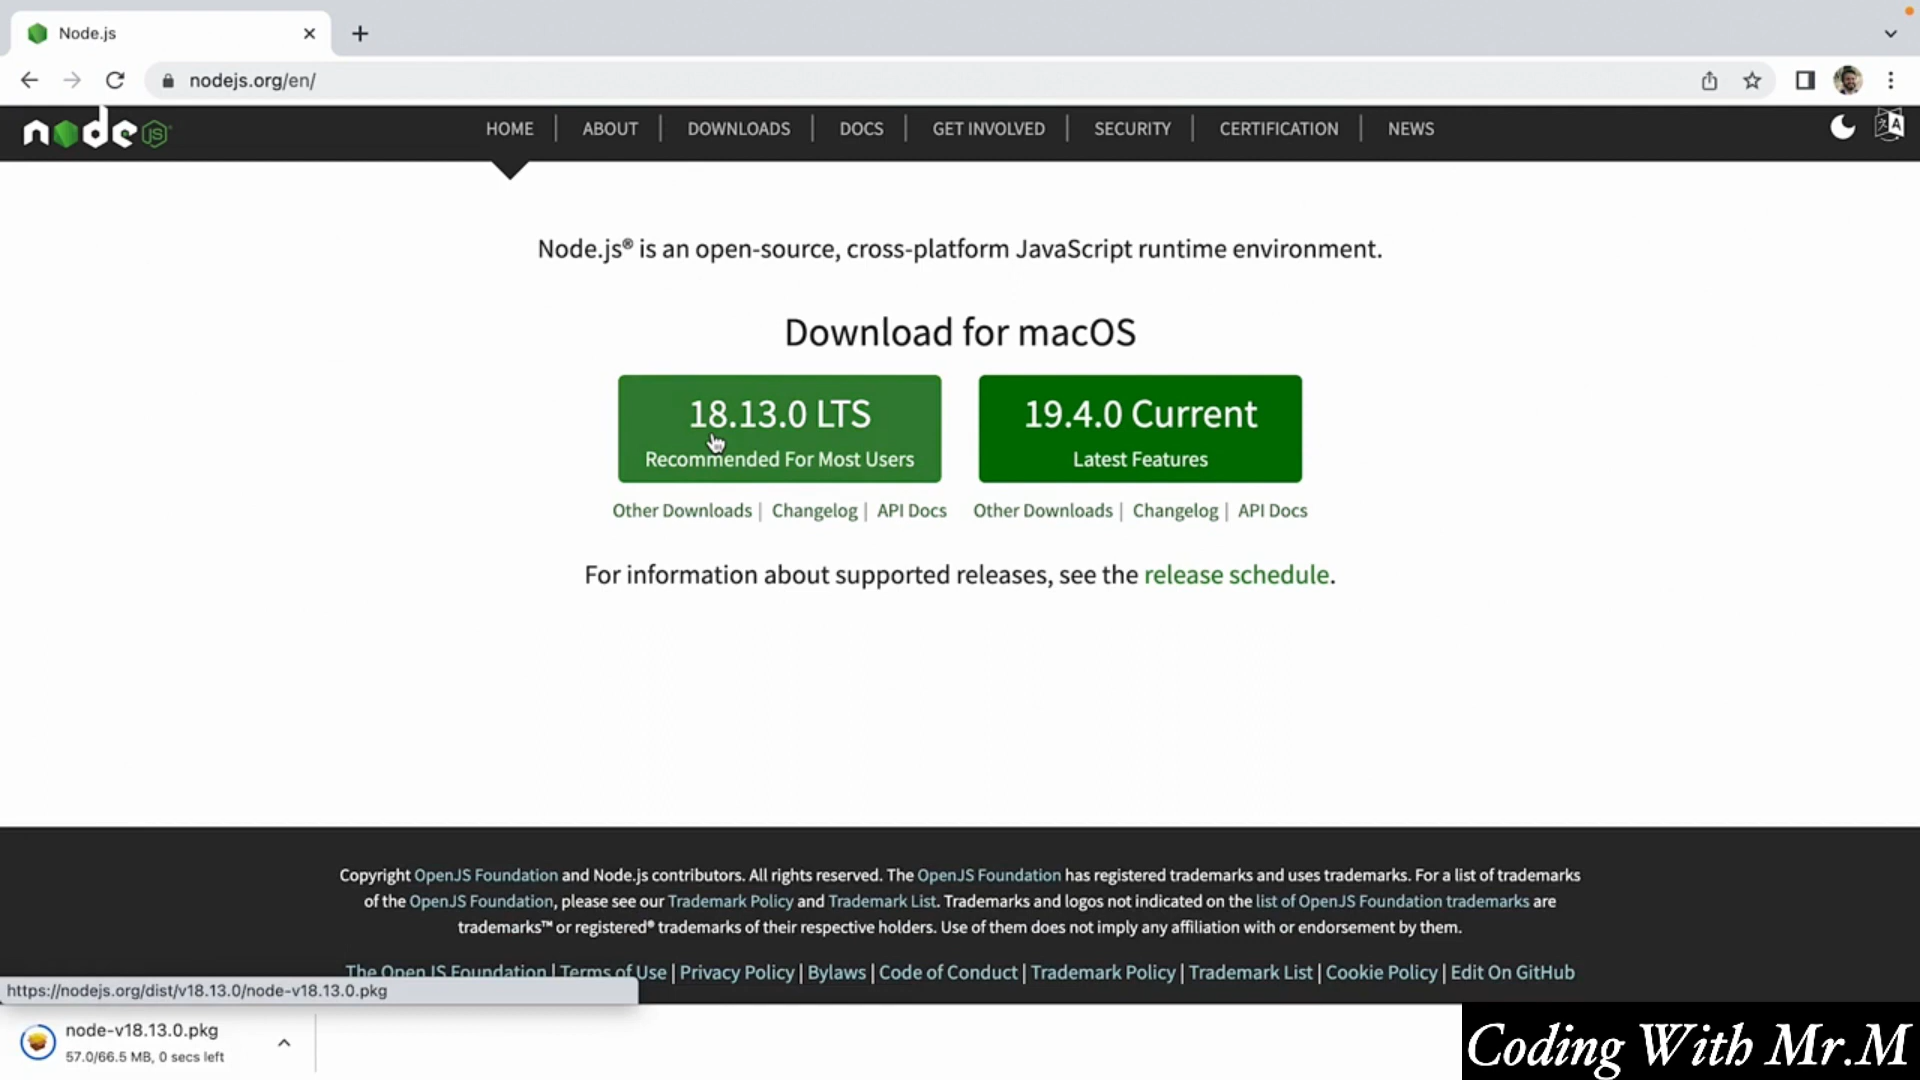 Node.js
nodejs.org/en/
node JS
HOME | ABOUT | DOWNLOADS | DOCS | GET INVOLVED | SECURITY | CERTIFICATION | NEWS
Node.js® is an open-source, cross-platform JavaScript runtime environment.
Download for macOS
18.13.0 LTS
Recommended For Most Users
19.4.0 Current
Latest Features
Other Downloads | Changelog | API Docs
Other Downloads | Changelog | API Docs
For information about supported releases, see the release schedule.
Copyright OpenJS Foundation and Node.js contributors. All rights reserved. The OpenJS Foundation has registered trademarks and uses trademarks. For a list of trademarks
of the OpenJS Foundation, please see our Trademark Policy and Trademark List. Trademarks and logos not indicated on the list of OpenJS Foundation trademarks are
trademarks™ or registered® trademarks of their respective holders. Use of them does not imply any affiliation with or endorsement by them.
The OpenJS Foundation | Terms of Use | Privacy Policy | Bylaws | Code of Conduct | Trademark Policy | Trademark List | Cookie Policy | Edit On GitHub
https://nodejs.org/dist/v18.13.0/node-v18.13.0.pkg
node-v18.13.0.pkg
57.0/66.5 MB, 0 secs left
Coding With Mr.M